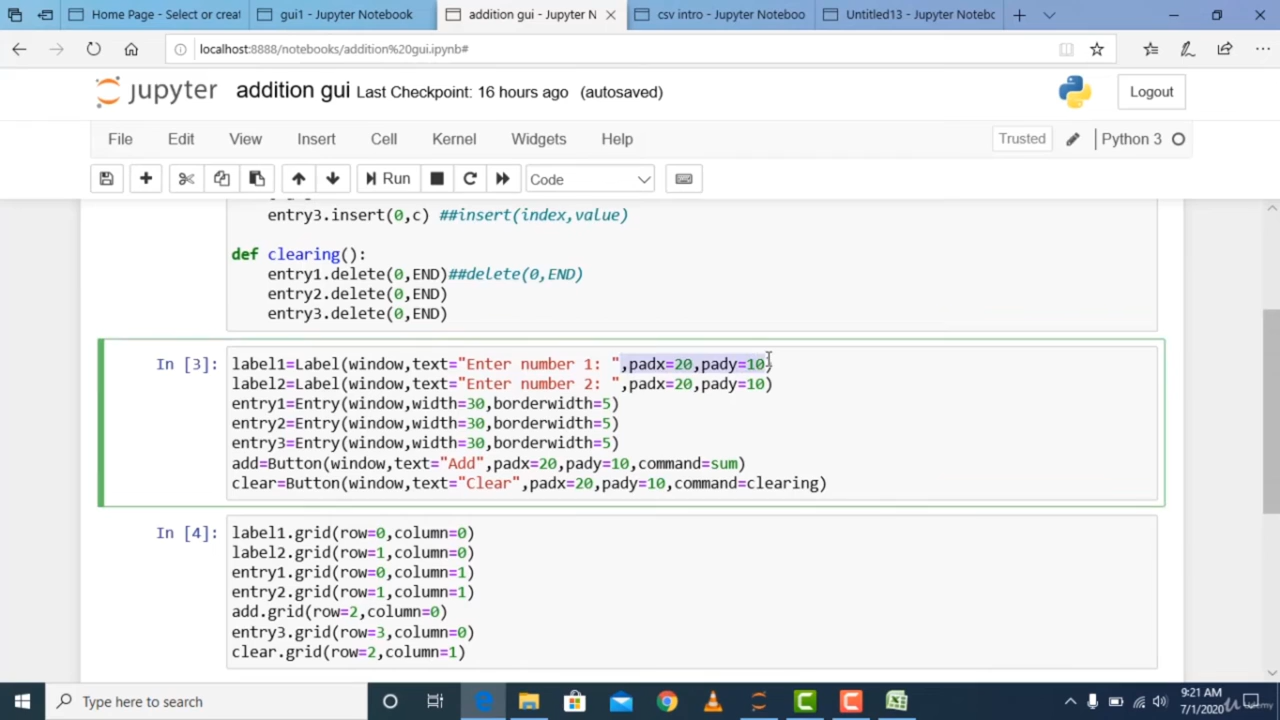 Home Page - Select or creat
gui1 - Jupyter Notebook
addition gui - Jupyter N
csv intro - Jupyter Noteboo
Untitled13 - Jupyter Notebo
localhost:8888/notebooks/addition%20gui.ipynb#
jupyter addition gui Last Checkpoint: 16 hours ago (autosaved)
Logout
File Edit View Insert Cell Kernel Widgets Help
Trusted Python 3
Run Code
entry3.insert(0,c) ##insert(index,value)
def clearing():
entry1.delete(0,END)##delete(0,END)
entry2.delete(0,END)
entry3.delete(0,END)
In [3]:
label1=Label(window,text="Enter number 1: ",padx=20,pady=10)
label2=Label(window,text="Enter number 2: ",padx=20,pady=10)
entry1=Entry(window,width=30,borderwidth=5)
entry2=Entry(window,width=30,borderwidth=5)
entry3=Entry(window,width=30,borderwidth=5)
add=Button(window,text="Add",padx=20,pady=10,command=sum)
clear=Button(window,text="Clear",padx=20,pady=10,command=clearing)
In [4]:
label1.grid(row=0,column=0)
label2.grid(row=1,column=0)
entry1.grid(row=0,column=1)
entry2.grid(row=1,column=1)
add.grid(row=2,column=0)
entry3.grid(row=3,column=0)
clear.grid(row=2,column=1)
Type here to search
9:21 AM
7/1/2020
Udemy